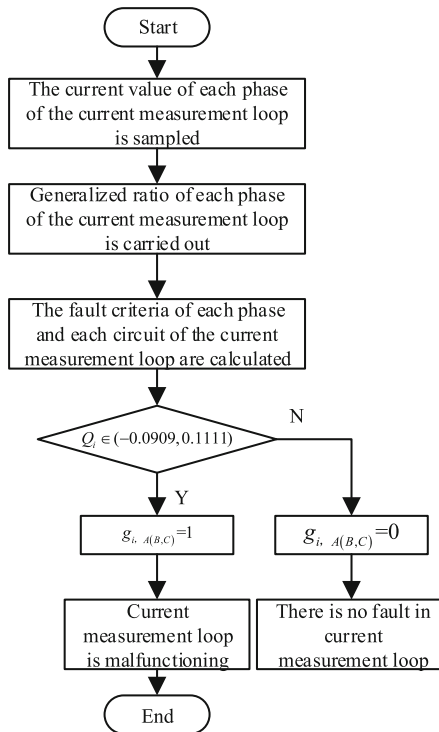 Start
The current value of each phase
of the current measurement loop
is sampled
Generalized ratio of each phase
of the current measurement loop
is carried out
The fault criteria of each phase
and each circuit of the current
measurement loop are calculated
Q_i ∈ (−0.0909, 0.1111)
N
Y
g_{i, A(B,C)}=1
g_{i, A(B,C)}=0
Current
measurement loop
is malfunctioning
There is no fault in
current
measurement loop
End